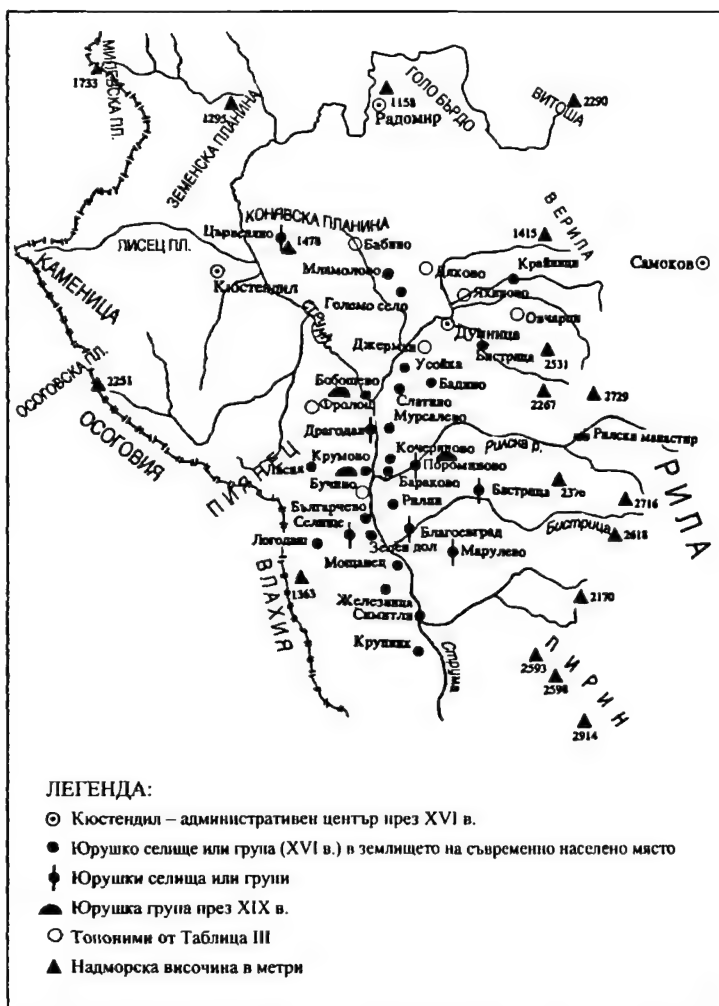 МИЛЕВСКА ПЛ.
1733
1295
ЗЕМЕНСКА ПЛАНИНА
1158
Радомир
ГОЛО БЪРДО
ВИТОША
2290
КОНЯВСКА ПЛАНИНА
Цървеняно
1478
Бабино
ВЕРИЛА
1415
Самоков
ЛИСЕЦ ПЛ.
КАМЕНИЦА
Кюстендил
Мламолово
Дяково
Крайници
Големо село
Яхиново
Овчарци
Струма
Дупница
Джерман
Бистрица
2531
ОСОГОВСКА ПЛ.
2251
ОСОГОВИЯ
Усойка
Бобошево
Бадино
Слатино
2267
2729
Фролош
Мурсалево
Драгодан
ПИЯНЕЦ
Кочериново
Рилска р.
Рилски манастир
Крумово
Пороминово
Бараково
Бистрица
Бучино
2716
РИЛА
Българчево
Рилци
Селище
Благоевград
Бистрица
2618
Логодаш
Зелен дол
Марулево
Мощанец
ВЛАХИЯ
1363
Железница
2170
Симитли
Крупник
Струма
ПИРИН
2593
2598
2914
ЛЕГЕНДА:
Кюстендил – административен център през XVI в.
Юрушко селище или група (XVI в.) в землището на съвременно населено място
Юрушки селища или групи
Юрушка група през XIX в.
Топоними от Таблица III
Надморска височина в метри